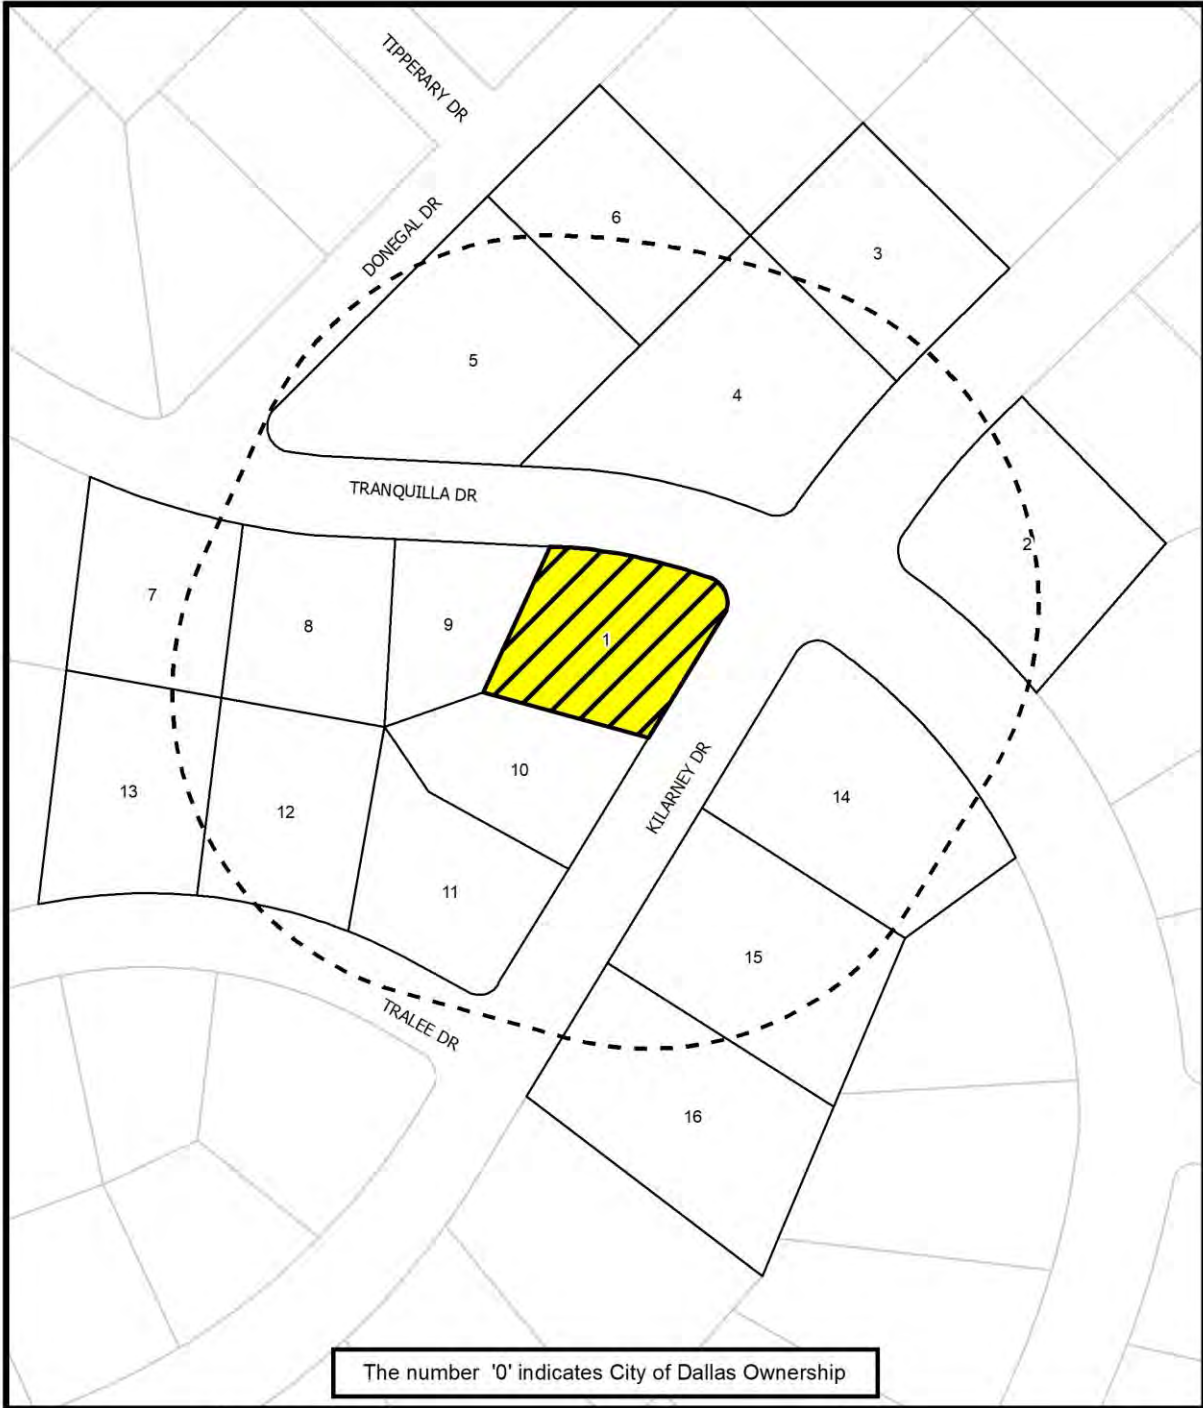 TIPPERARY DR
DONEGAL DR
6
3
5
4
TRANQUILLA DR
2
7
8
9
1
10
14
13
12
KILARNEY DR
11
15
TRALEE DR
16
The number '0' indicates City of Dallas Ownership